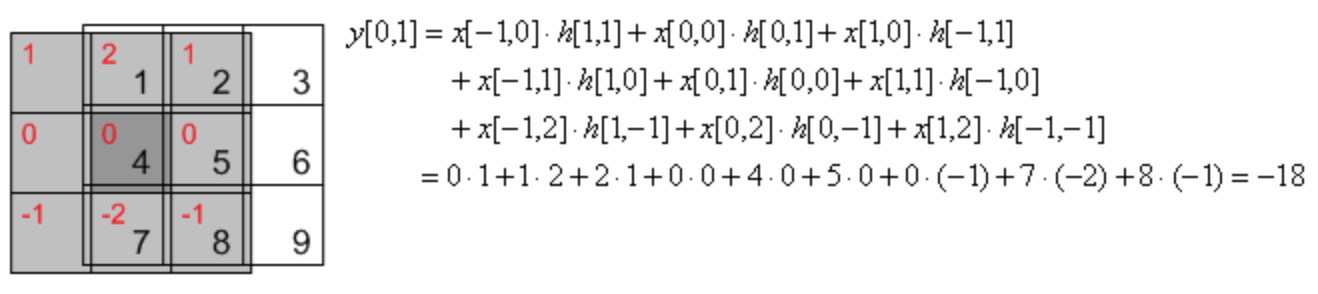 1 2 1
1 2 3
0 0 0
4 5 6
-1 -2 -1
7 8 9
y[0,1] = x[−1,0]· h[1,1]+ x[0,0]· h[0,1]+ x[1,0]· h[−1,1]
+ x[−1,1]· h[1,0]+ x[0,1]· h[0,0]+ x[1,1]· h[−1,0]
+ x[−1,2]· h[1,−1]+ x[0,2]· h[0,−1]+ x[1,2]· h[−1,−1]
= 0·1+1·2+2·1+0·0+4·0+5·0+0·(−1)+7·(−2)+8·(−1) = −18